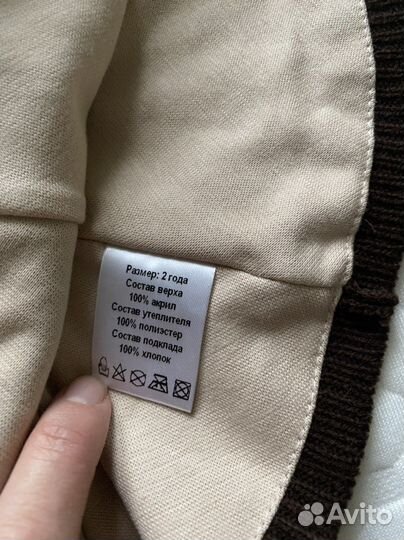 Размер: 2 года
Состав верха
100% акрил
Состав утеплителя
100% полиэстер
Состав подклада
100% хлопок
Avito